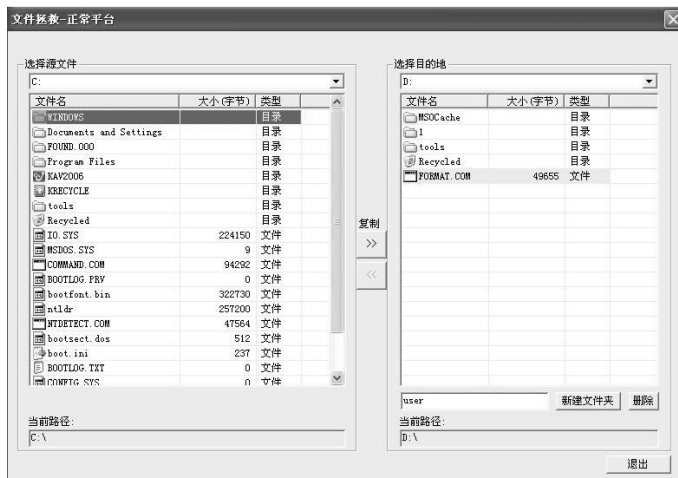 文件拯救-正常平台
选择源文件
C:
文件名 大小(字节) 类型
WINDOWS 目录
Documents and Settings 目录
FOUND.000 目录
Program Files 目录
KAV2006 目录
KRECYCLE 目录
tools 目录
Recycled 目录
IO.SYS 224150 文件
MSDOS.SYS 9 文件
COMMAND.COM 94292 文件
BOOTLOG.PRV 0 文件
bootfont.bin 322730 文件
ntldr 257200 文件
NTDETECT.COM 47564 文件
bootsect.dos 512 文件
boot.ini 237 文件
BOOTLOG.TXT 0 文件
CONFIG.SYS 0 文件
当前路径:
C:\
复制
>>
<<
选择目的地
D:
文件名 大小(字节) 类型
MSOCache 目录
1 目录
tools 目录
Recycled 目录
FORMAT.COM 49655 文件
user 新建文件夹 删除
当前路径:
D:\
退出